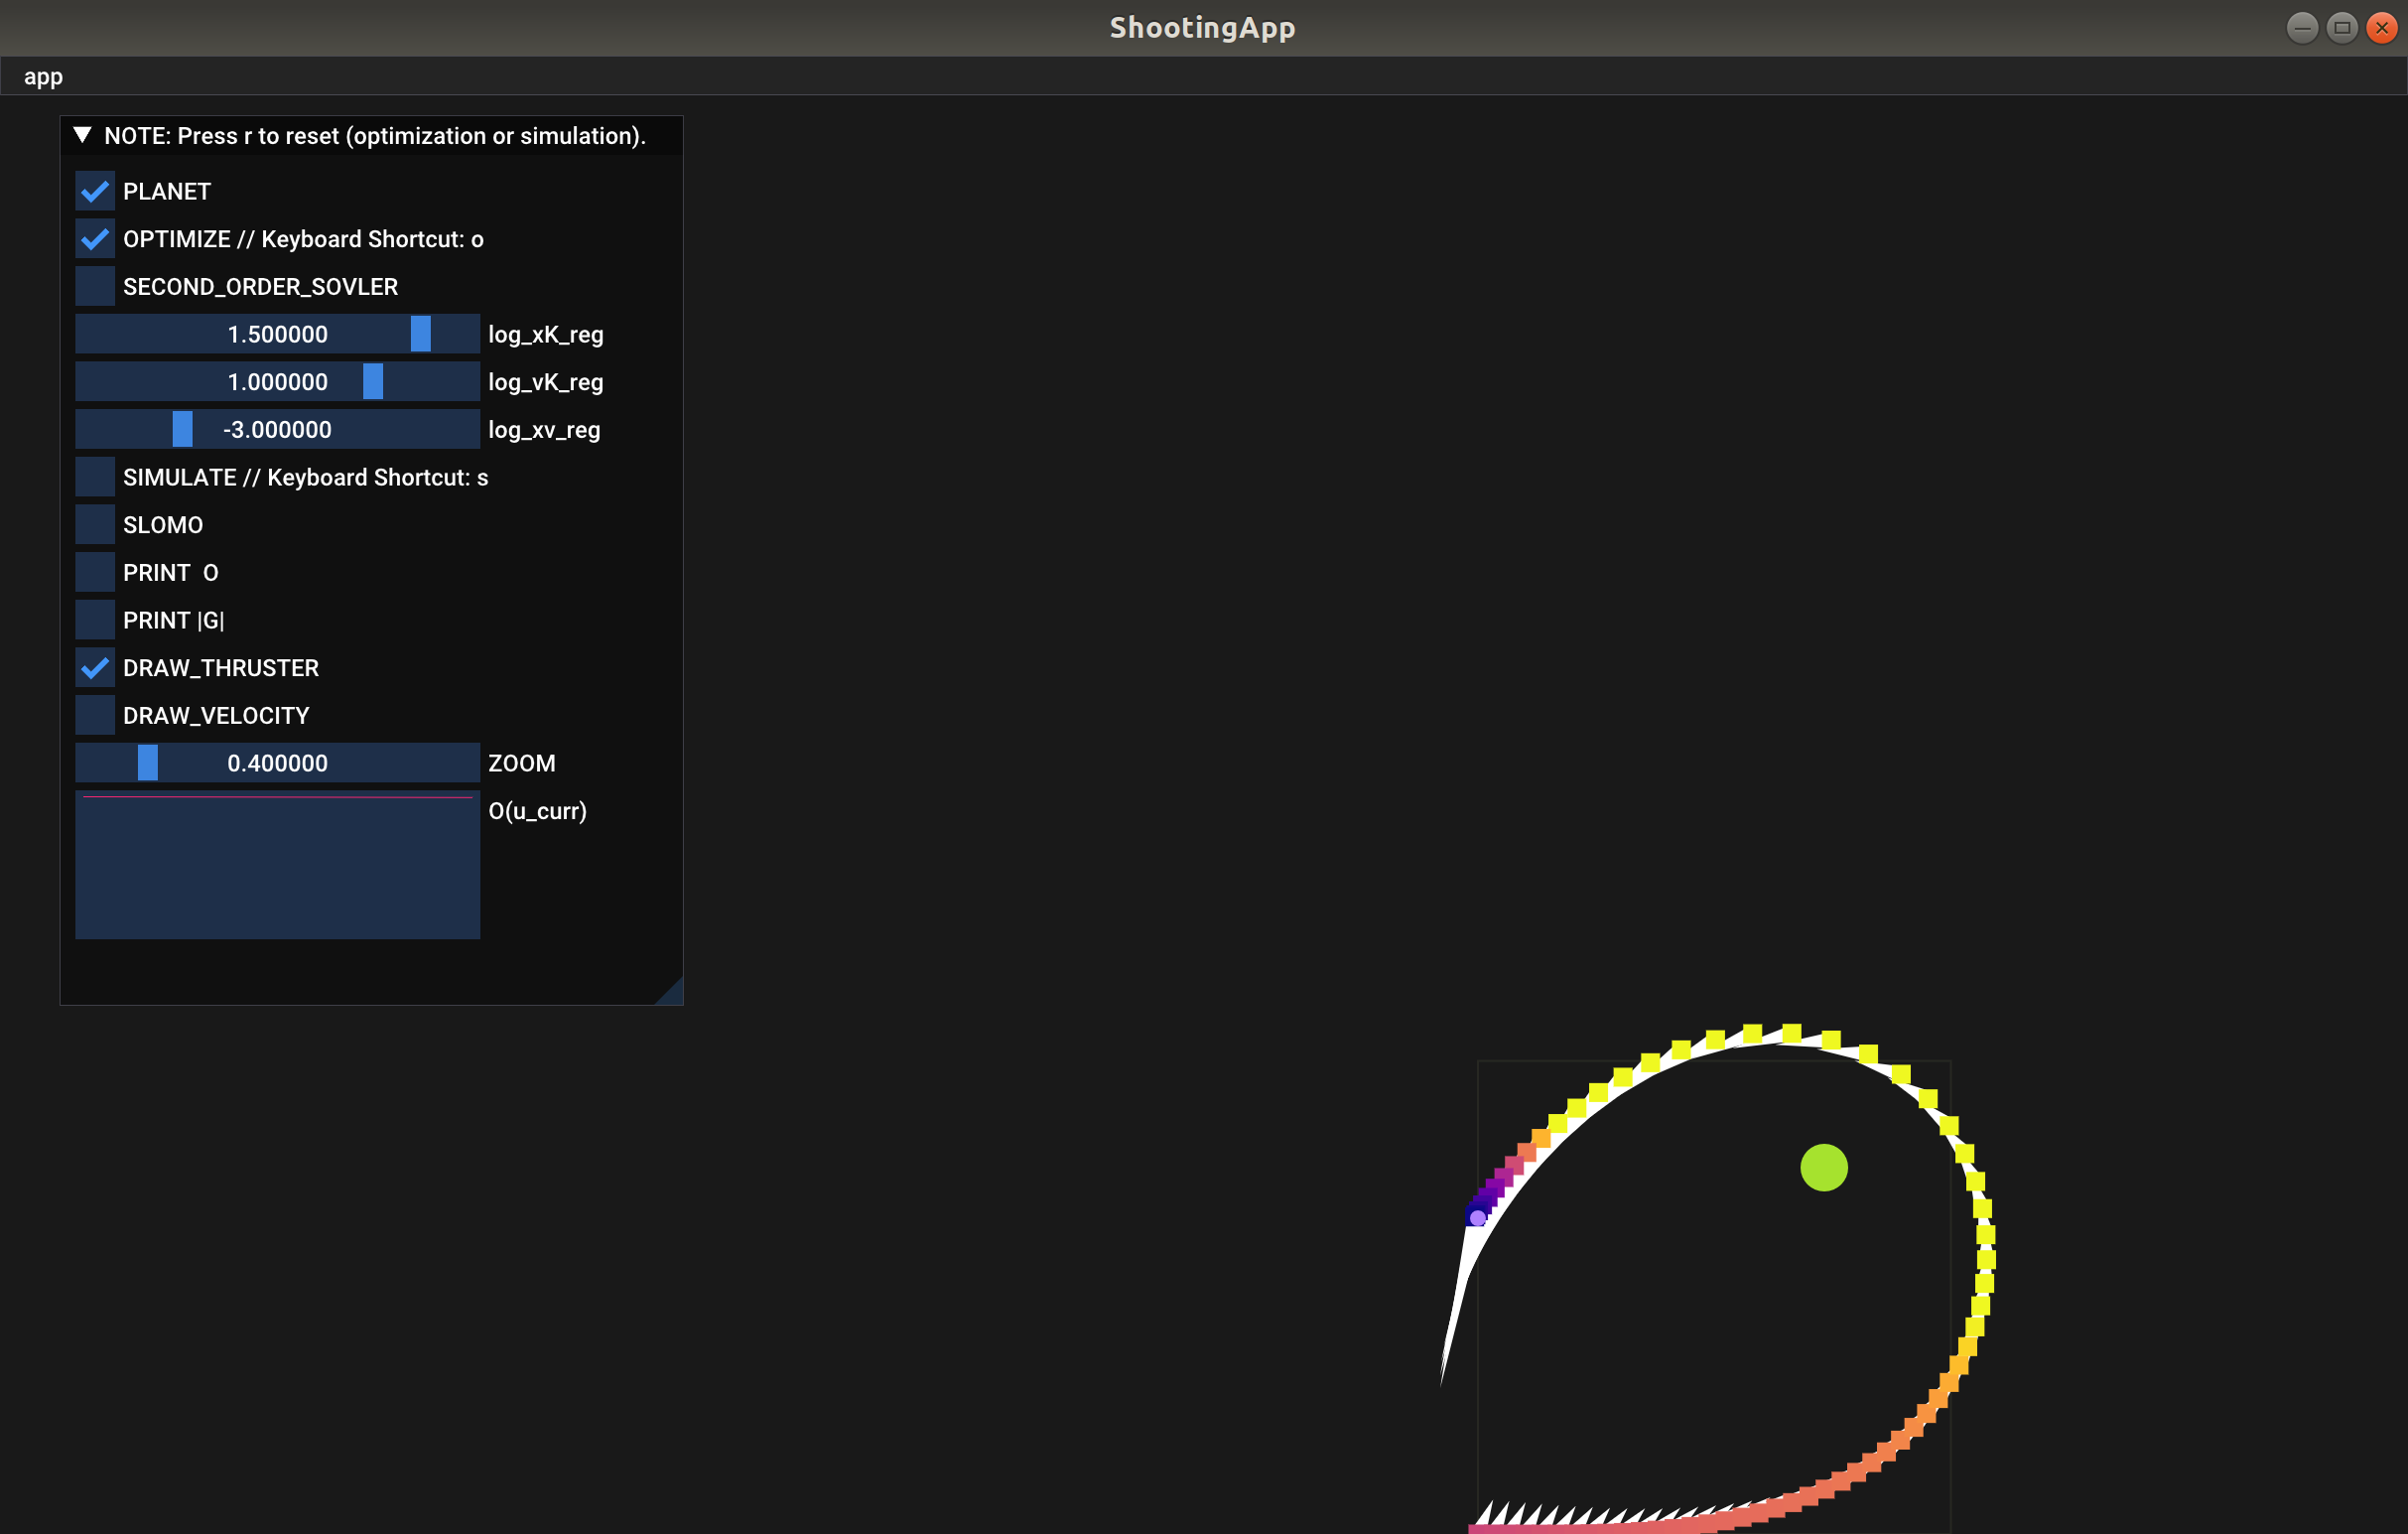 ShootingApp
app
NOTE: Press r to reset (optimization or simulation).
PLANET
OPTIMIZE // Keyboard Shortcut: o
SECOND_ORDER_SOVLER
1.500000 log_xK_reg
1.000000 log_vK_reg
-3.000000 log_xv_reg
SIMULATE // Keyboard Shortcut: s
SLOMO
PRINT  O
PRINT |G|
DRAW_THRUSTER
DRAW_VELOCITY
0.400000 ZOOM
O(u_curr)